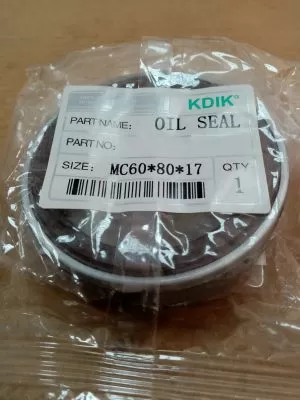 KDIK®
PART NAME: OIL SEAL
PART NO:
SIZE: MC60*80*17 QTY
1